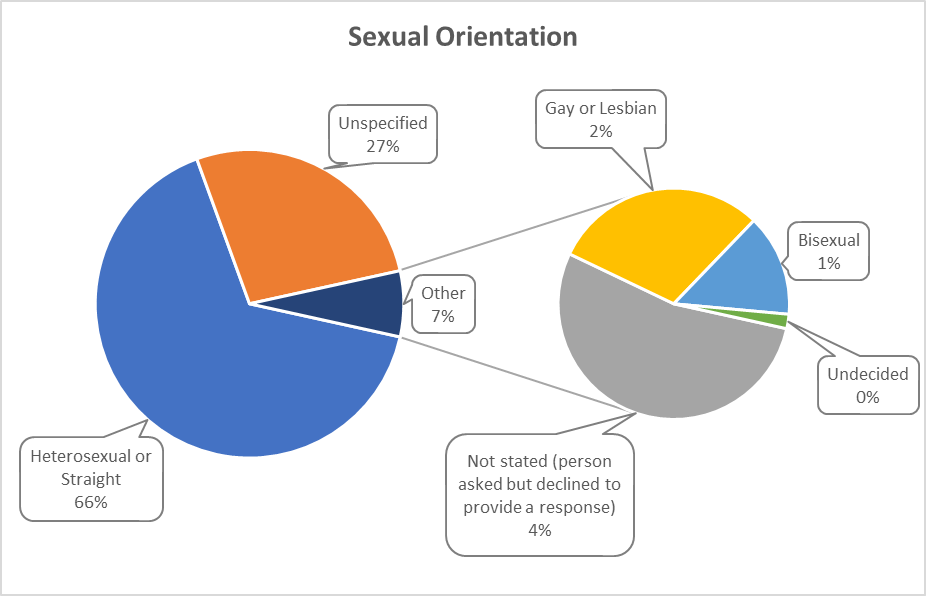 Sexual Orientation
Unspecified
27%
Gay or Lesbian
2%
Bisexual
1%
Other
7%
Undecided
0%
Heterosexual or
Straight
66%
Not stated (person
asked but declined to
provide a response)
4%